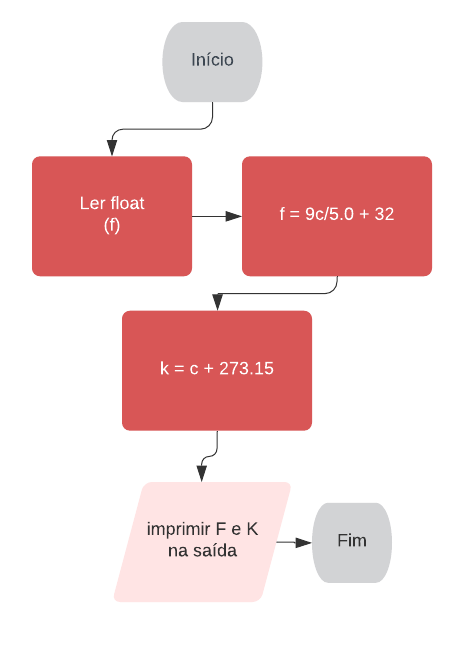 Início
Ler float
(f)
f = 9c/5.0 + 32
k = c + 273.15
imprimir F e K
na saída
Fim